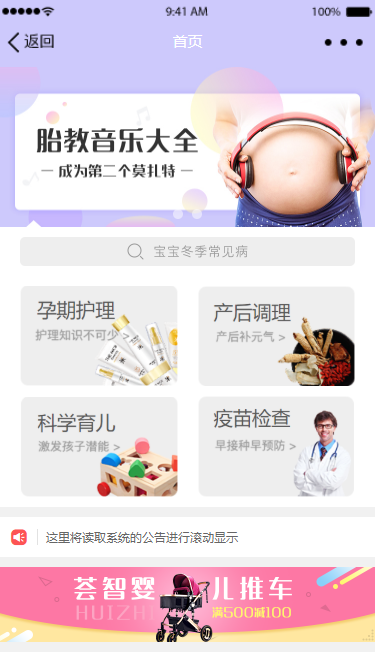 9:41 AM 100%
返回 首页
胎教音乐大全
— 成为第二个莫扎特 —
宝宝冬季常见病
孕期护理
护理知识不可少 >
产后调理
产后补元气 >
科学育儿
激发孩子潜能 >
疫苗检查
早接种早预防 >
这里将读取系统的公告进行滚动显示
荟智婴 儿推车
HUIZHI 满500减100